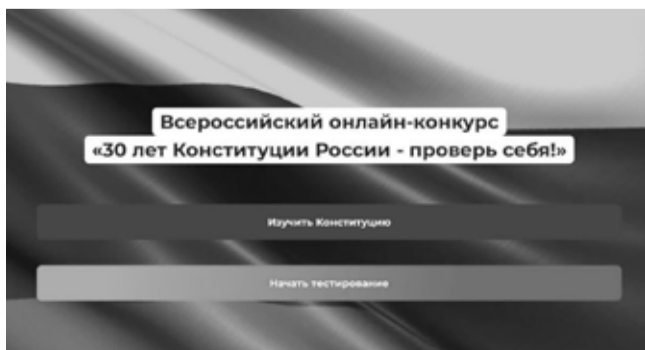 Всероссийский онлайн-конкурс
«30 лет Конституции России - проверь себя!»
Изучить Конституцию
Начать тестирование